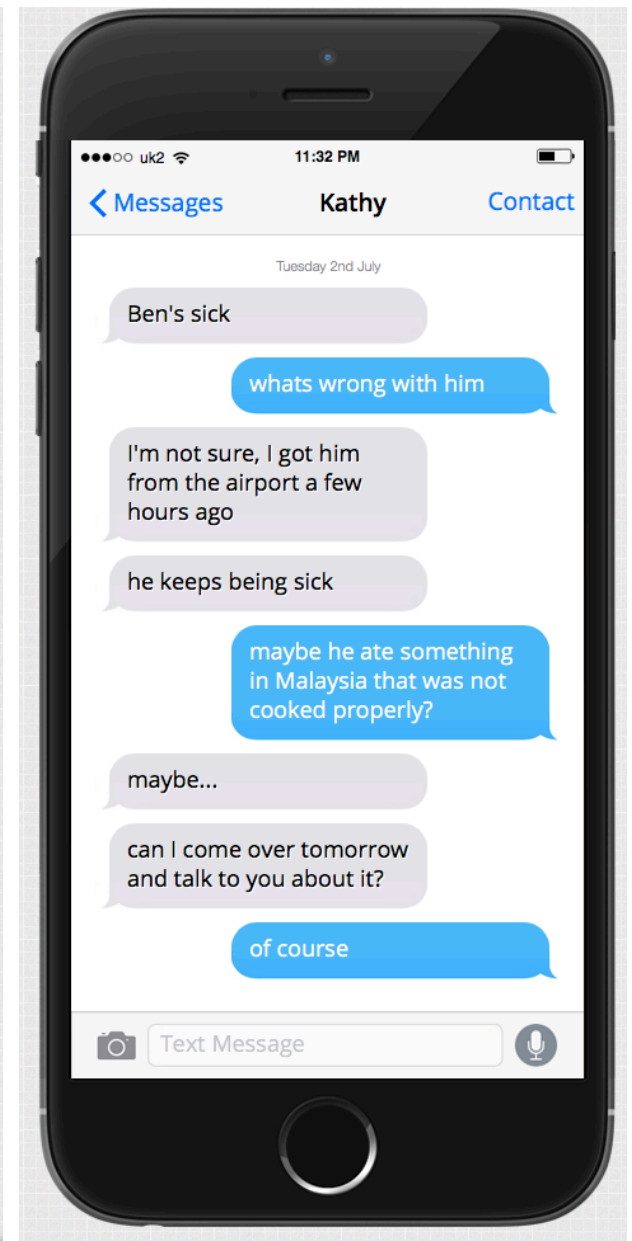 uk2 11:32 PM
Messages Kathy Contact
Tuesday 2nd July
Ben's sick
whats wrong with him
I'm not sure, I got him
from the airport a few
hours ago
he keeps being sick
maybe he ate something
in Malaysia that was not
cooked properly?
maybe...
can I come over tomorrow
and talk to you about it?
of course
Text Message